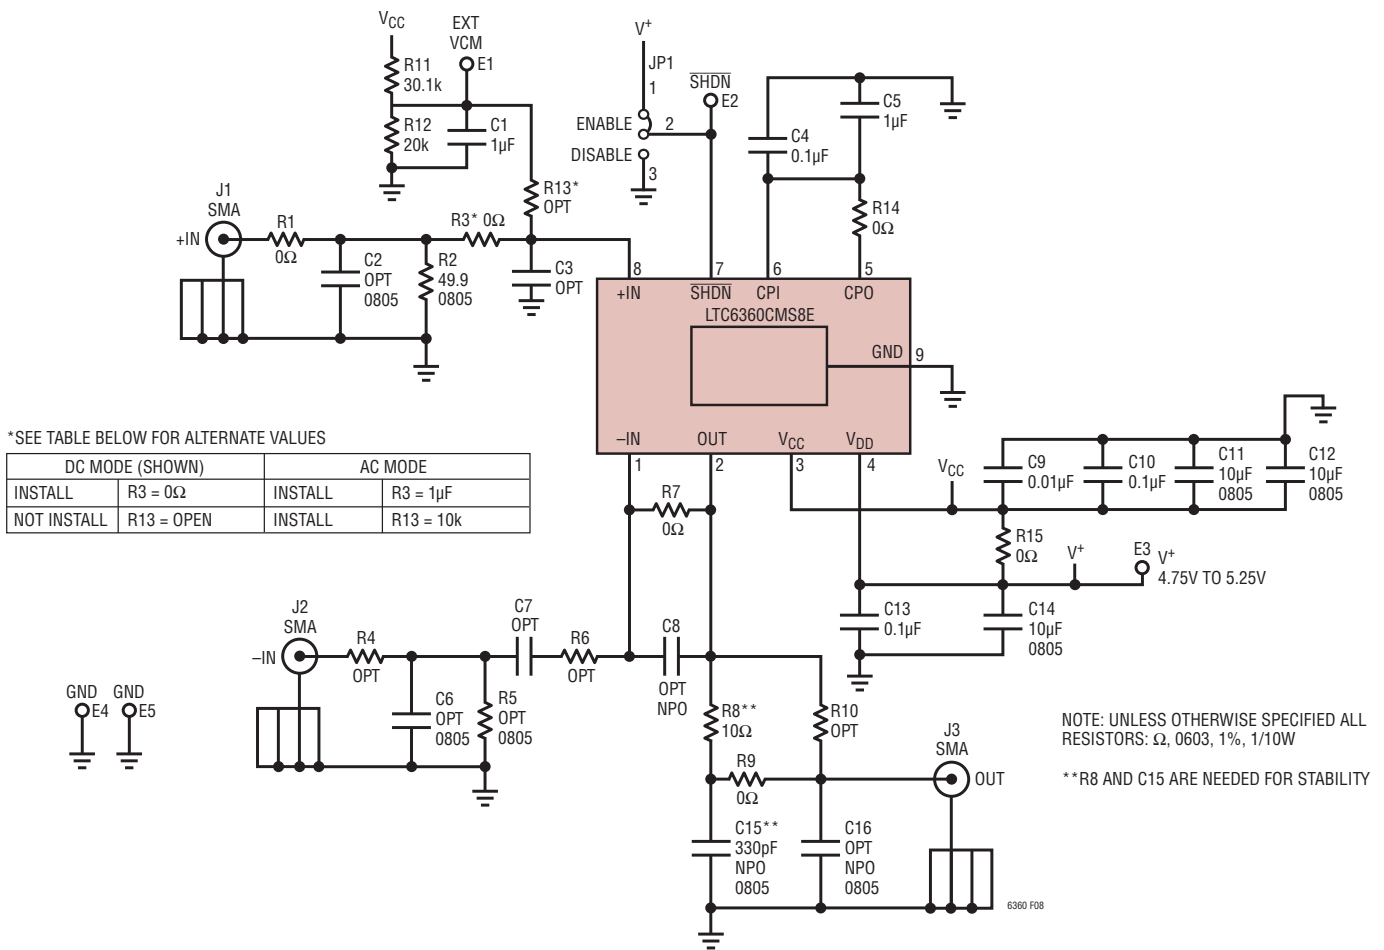 VCC
R11
30.1k
R12
20k
EXT
VCM
E1
C1
1µF
R13*
OPT
V+
JP1
1
ENABLE
2
DISABLE
3
SHDN
E2
C4
0.1µF
C5
1µF
R14
0Ω
J1
SMA
+IN
R1
0Ω
C2
OPT
0805
R2
49.9
0805
R3* 0Ω
C3
OPT
8
7
6
5
+IN
SHDN
CPI
CPO
LTC6360CMS8E
GND
9
–IN
OUT
VCC
VDD
1
2
3
4
*SEE TABLE BELOW FOR ALTERNATE VALUES
DC MODE (SHOWN)
AC MODE
INSTALL
R3 = 0Ω
INSTALL
R3 = 1µF
NOT INSTALL
R13 = OPEN
INSTALL
R13 = 10k
R7
0Ω
VCC
C9
0.01µF
C10
0.1µF
C11
10µF
0805
C12
10µF
0805
R15
0Ω
V+
E3
V+
4.75V TO 5.25V
C13
0.1µF
C14
10µF
0805
J2
SMA
–IN
R4
OPT
C6
OPT
0805
R5
OPT
0805
C7
OPT
R6
OPT
C8
OPT
NPO
GND
E4
GND
E5
R8**
10Ω
R10
OPT
R9
0Ω
J3
SMA
OUT
C15**
330pF
NPO
0805
C16
OPT
NPO
0805
NOTE: UNLESS OTHERWISE SPECIFIED ALL
RESISTORS: Ω, 0603, 1%, 1/10W
**R8 AND C15 ARE NEEDED FOR STABILITY
6360 F08